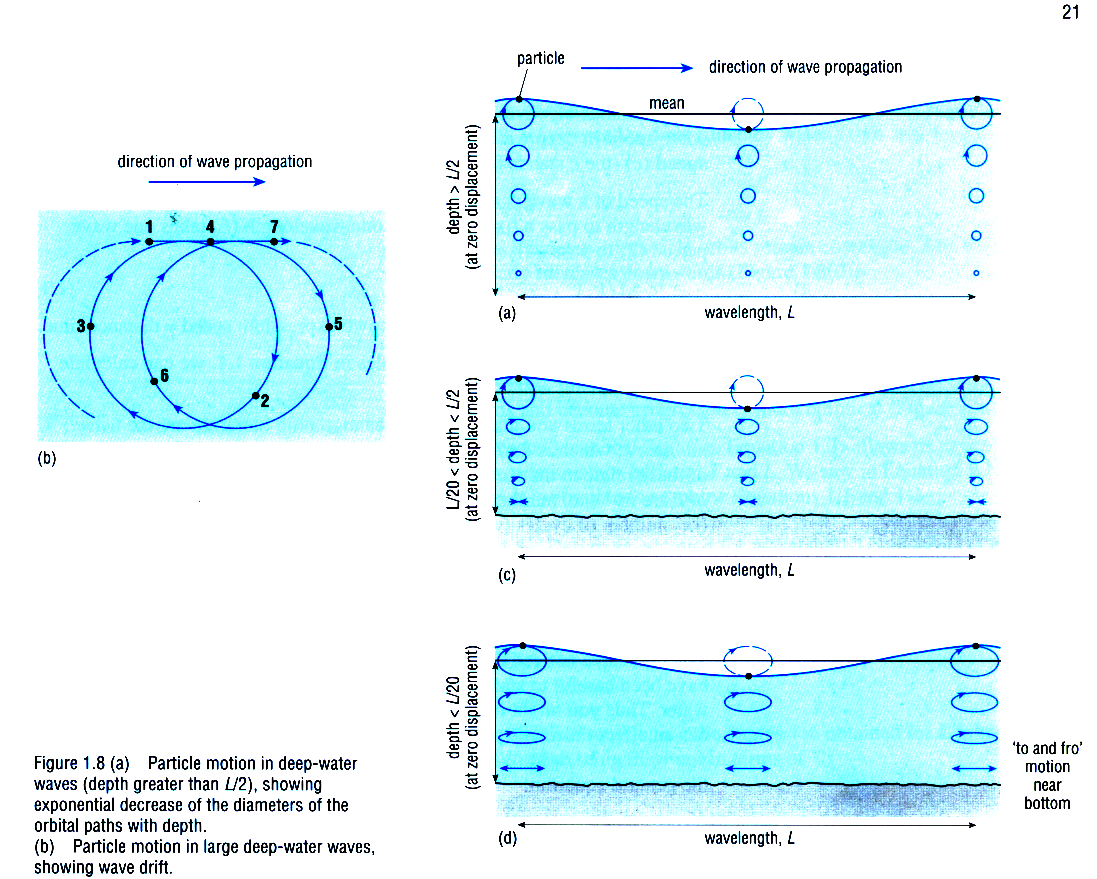 21
particle
direction of wave propagation
mean
depth > L/2
(at zero displacement)
(a)
wavelength, L
direction of wave propagation
1 4 7
3 5
6
2
(b)
L/20 < depth < L/2
(at zero displacement)
(c)
wavelength, L
depth < L/20
(at zero displacement)
'to and fro'
motion
near
bottom
(d)
wavelength, L
Figure 1.8 (a) Particle motion in deep-water
waves (depth greater than L/2), showing
exponential decrease of the diameters of the
orbital paths with depth.
(b) Particle motion in large deep-water waves,
showing wave drift.